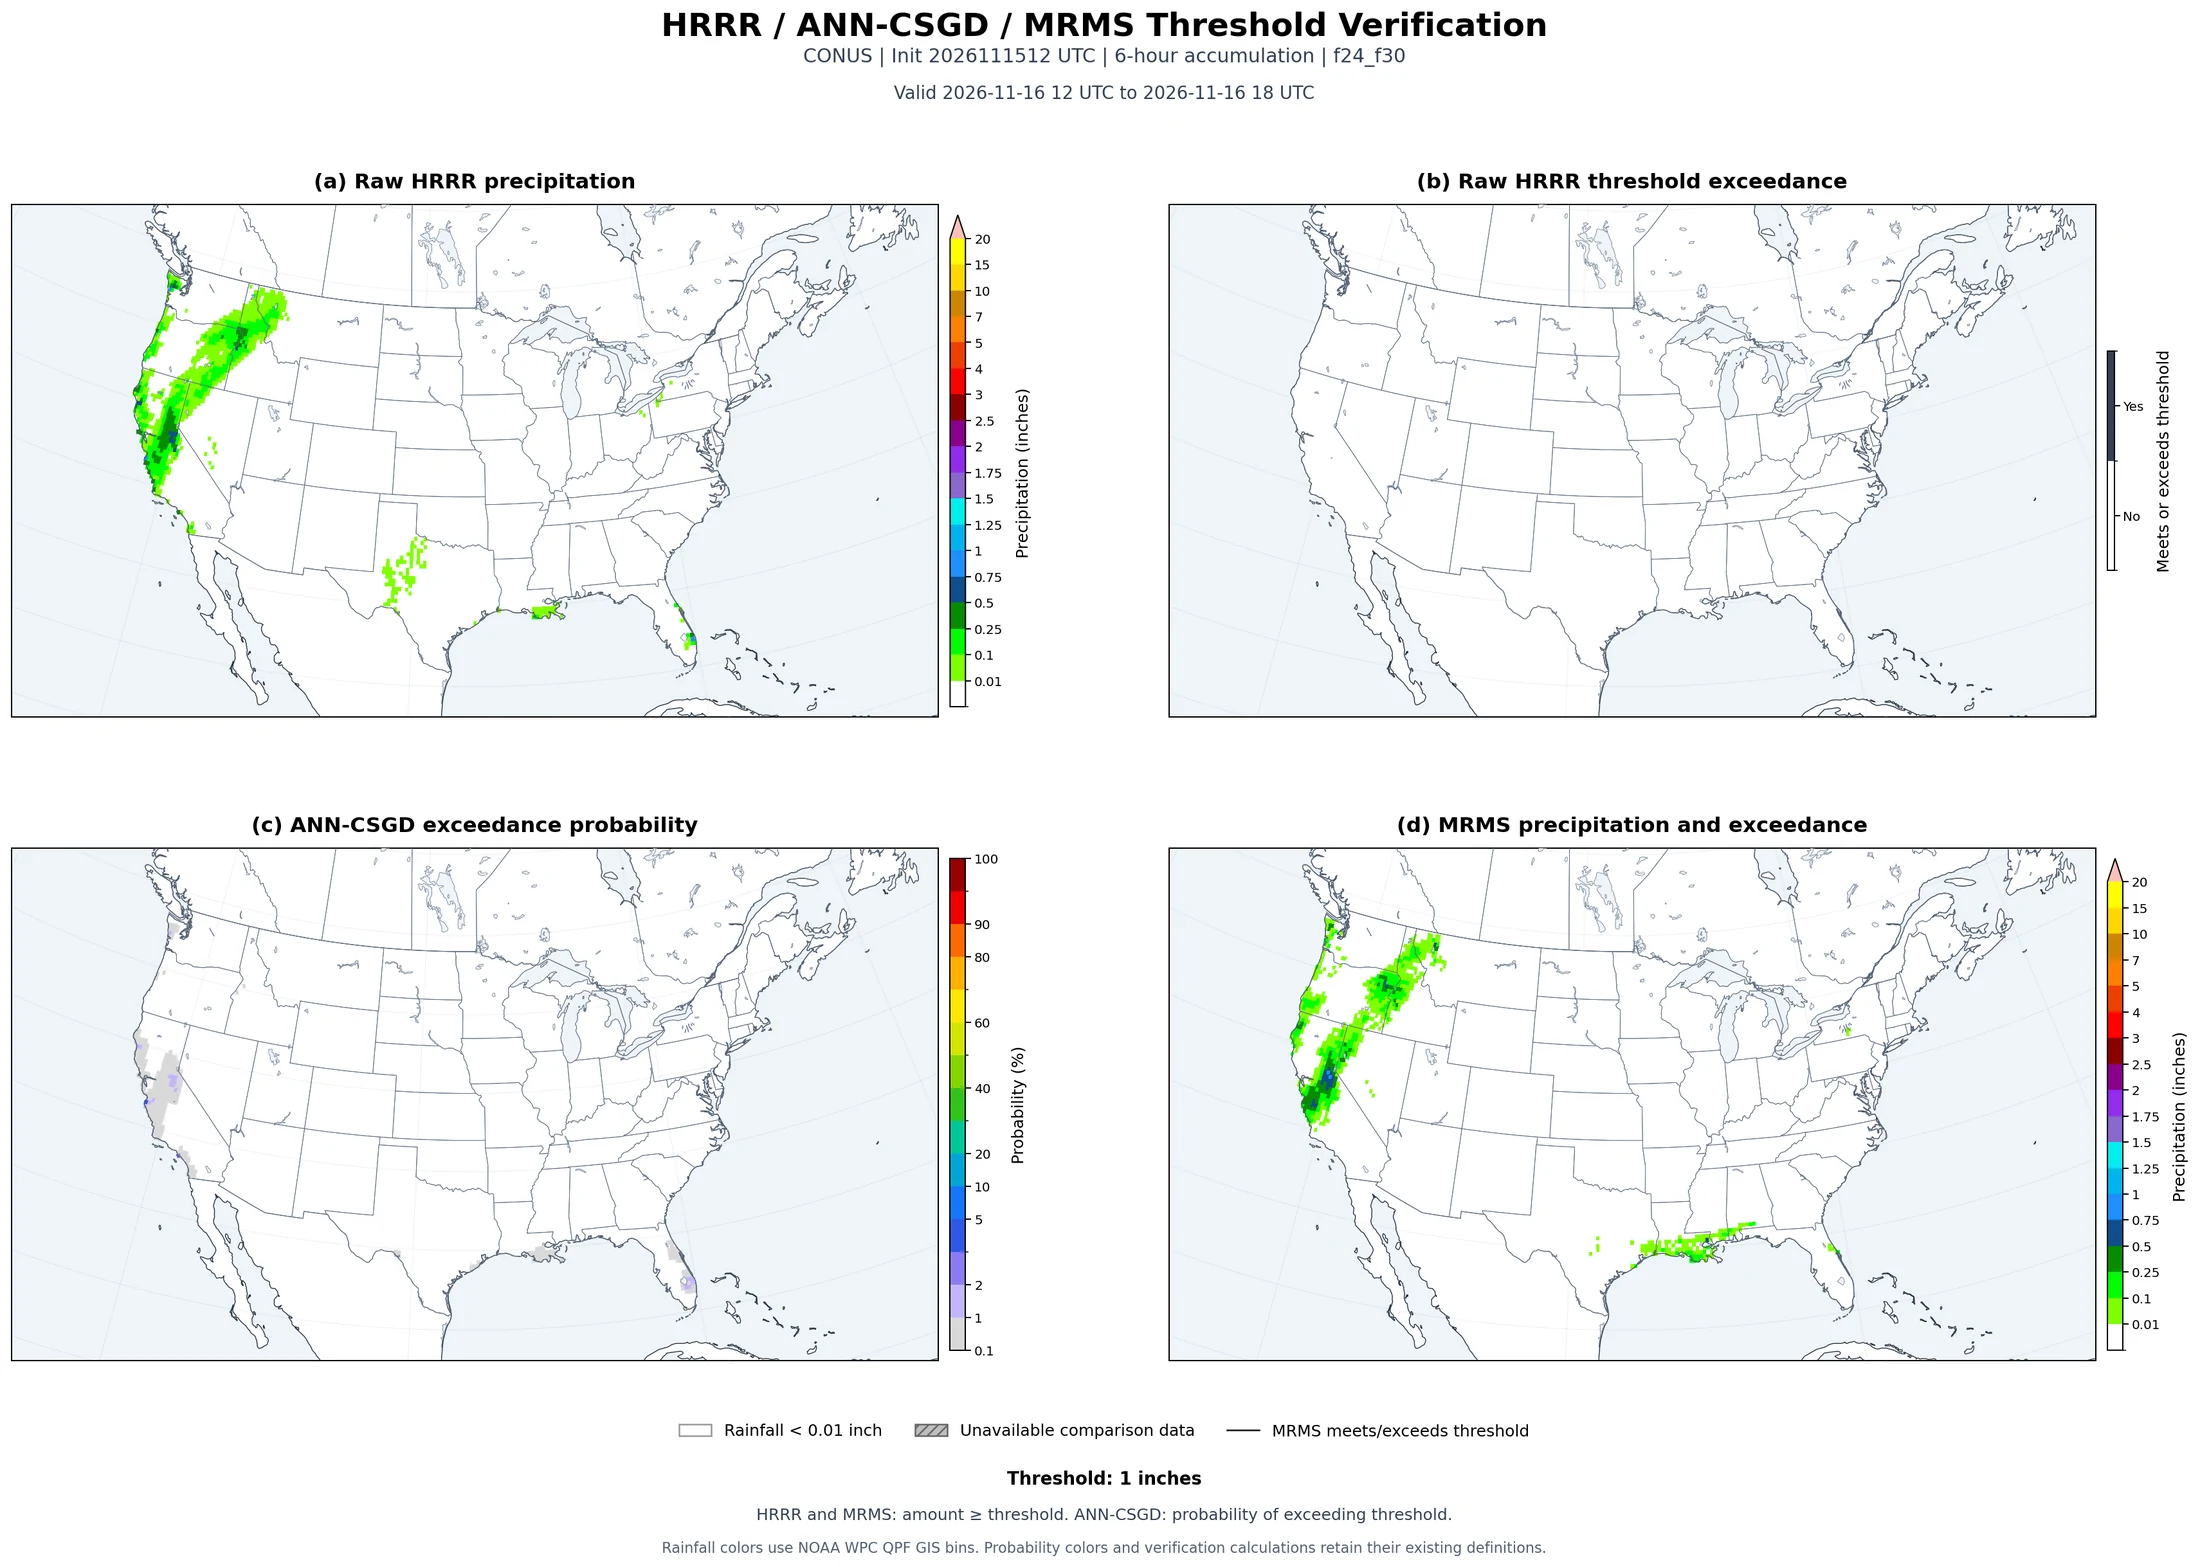 HRRR / ANN-CSGD / MRMS Threshold Verification
CONUS | Init 2026111512 UTC | 6-hour accumulation | f24_f30
Valid 2026-11-16 12 UTC to 2026-11-16 18 UTC
(a) Raw HRRR precipitation
20
15
10
7
5
4
3
2.5
2
1.75
1.5
1.25
1
0.75
0.5
0.25
0.1
0.01
Precipitation (inches)
(b) Raw HRRR threshold exceedance
Yes
No
Meets or exceeds threshold
(c) ANN-CSGD exceedance probability
100
90
80
60
40
20
10
5
2
1
0.1
Probability (%)
(d) MRMS precipitation and exceedance
20
15
10
7
5
4
3
2.5
2
1.75
1.5
1.25
1
0.75
0.5
0.25
0.1
0.01
Precipitation (inches)
Rainfall < 0.01 inch
Unavailable comparison data
MRMS meets/exceeds threshold
Threshold: 1 inches
HRRR and MRMS: amount ≥ threshold. ANN-CSGD: probability of exceeding threshold.
Rainfall colors use NOAA WPC QPF GIS bins. Probability colors and verification calculations retain their existing definitions.